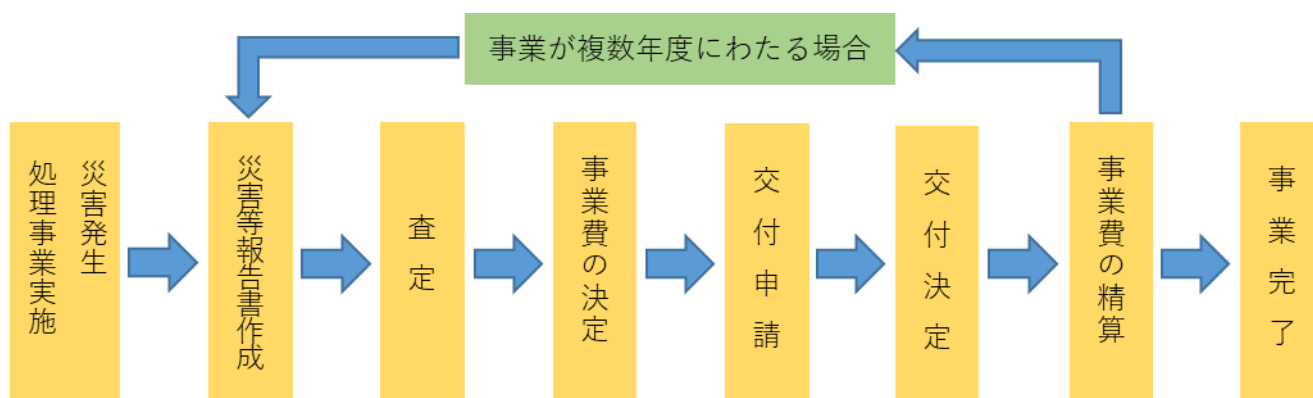 事業が複数年度にわたる場合
災害発生
処理事業実施
災害等報告書作成
査定
事業費の決定
交付申請
交付決定
事業費の精算
事業完了